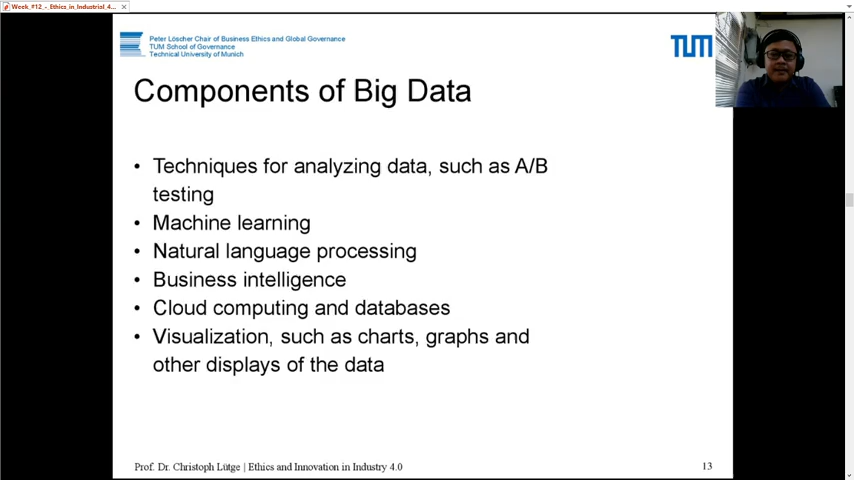 Week_#12_-_Ethics_in_Industrial_4...
Peter Löscher Chair of Business Ethics and Global Governance
TUM School of Governance
Technical University of Munich
TUM
Components of Big Data
• Techniques for analyzing data, such as A/B
testing
• Machine learning
• Natural language processing
• Business intelligence
• Cloud computing and databases
• Visualization, such as charts, graphs and
other displays of the data
Prof. Dr. Christoph Lütge | Ethics and Innovation in Industry 4.0
13